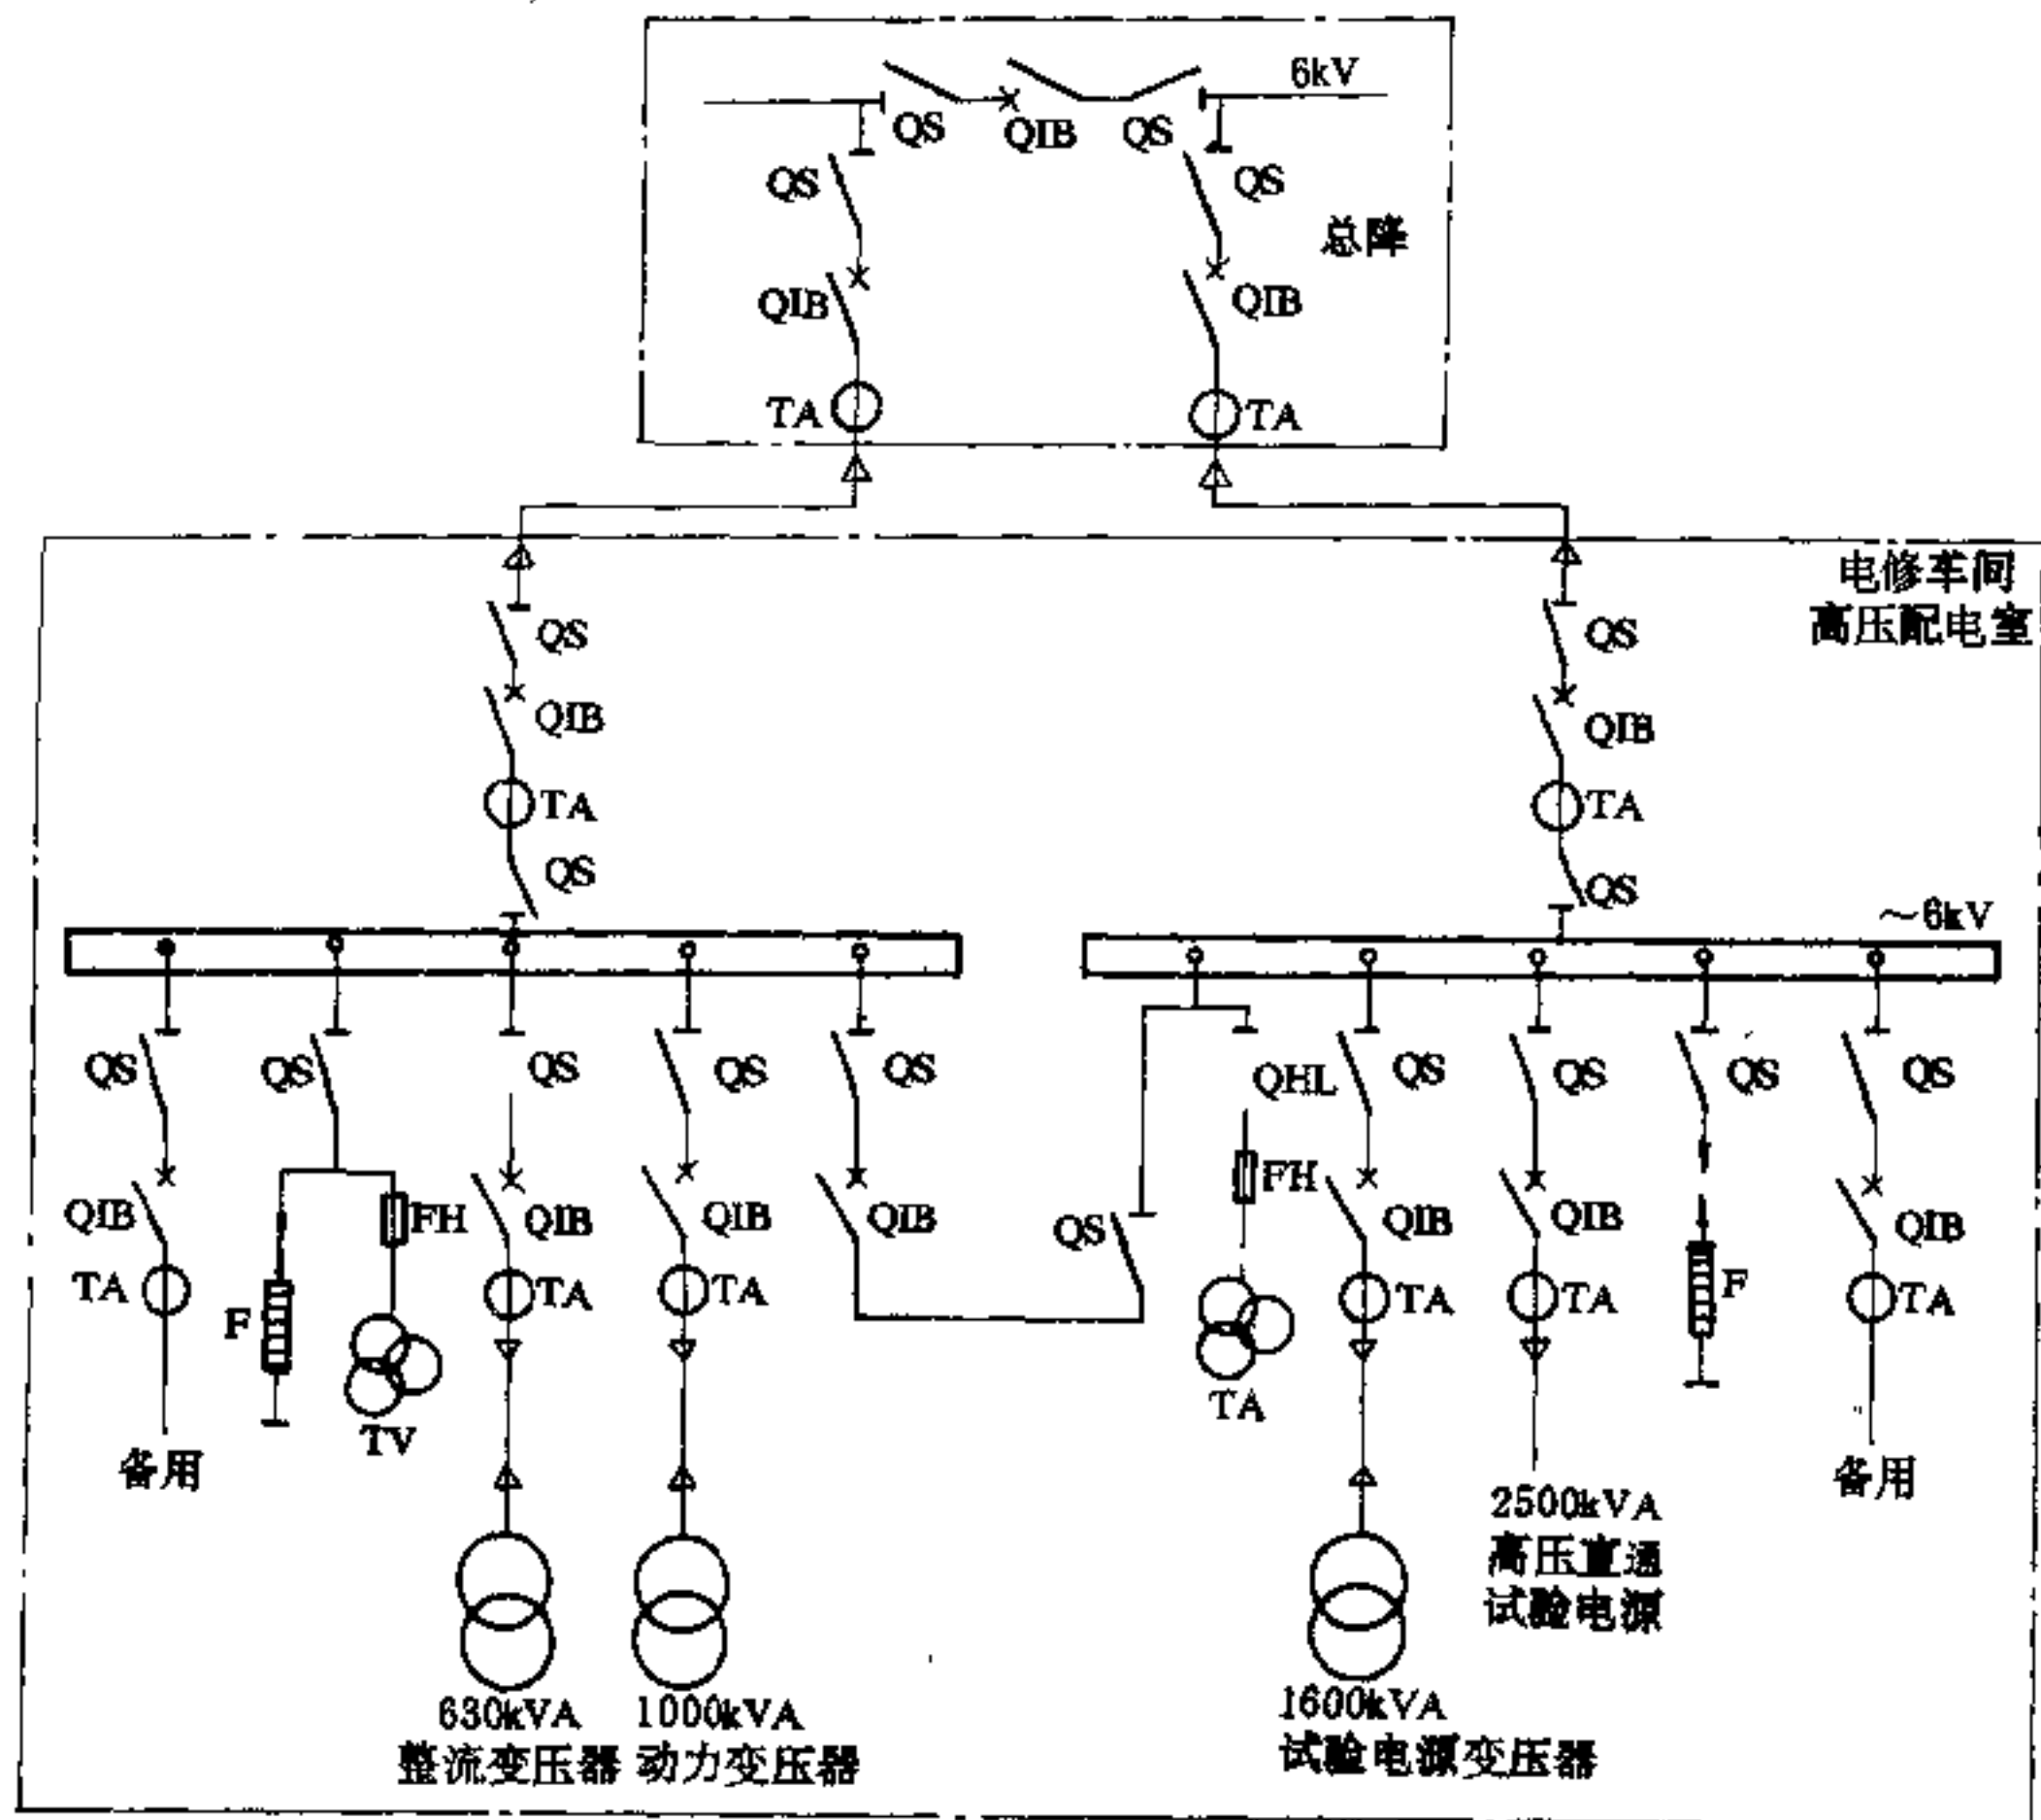 6kV
QS
QIB
QS
QS
QS
总降
QIB
QIB
TA
TA
电修车间
高压配电室
QS
QS
QIB
QIB
TA
TA
QS
QS
~6kV
QS
QS
QS
QS
QS
QHL
QS
QS
QS
QS
QIB
FH
QIB
QIB
QIB
QS
FH
QIB
QIB
QIB
TA
F
TV
TA
TA
TA
TA
TA
F
TA
备用
备用
2500kVA
高压直通
试验电源
630kVA
整流变压器
1000kVA
动力变压器
1600kVA
试验电源变压器